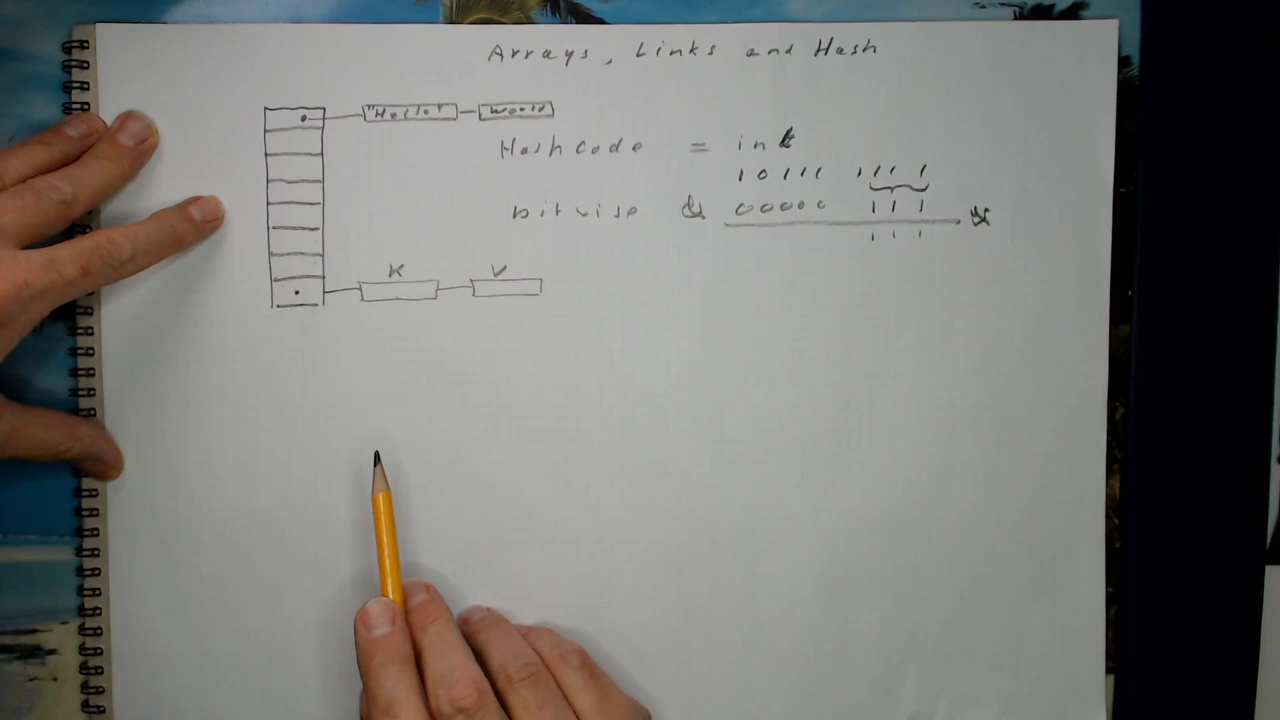 Arrays, Links and Hash
"Hello" World
Hashcode = int
10111 1111
bitwise & 00000 111 &
111
K V